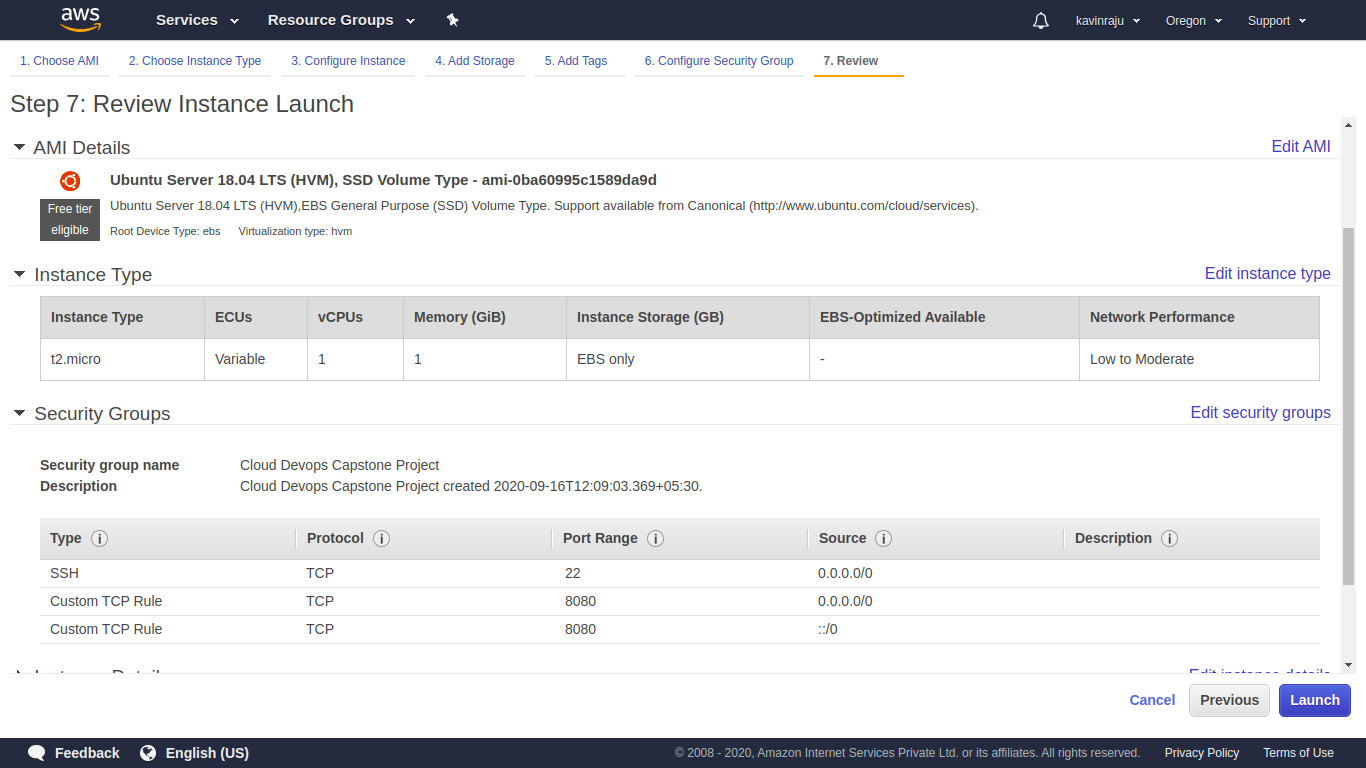 aws Services Resource Groups kavinraju Oregon Support
1. Choose AMI 2. Choose Instance Type 3. Configure Instance 4. Add Storage 5. Add Tags 6. Configure Security Group 7. Review
Step 7: Review Instance Launch
AMI Details Edit AMI
Ubuntu Server 18.04 LTS (HVM), SSD Volume Type - ami-0ba60995c1589da9d
Free tier eligible
Ubuntu Server 18.04 LTS (HVM),EBS General Purpose (SSD) Volume Type. Support available from Canonical (http://www.ubuntu.com/cloud/services).
Root Device Type: ebs Virtualization type: hvm
Instance Type Edit instance type
Instance Type ECUs vCPUs Memory (GiB) Instance Storage (GB) EBS-Optimized Available Network Performance
t2.micro Variable 1 1 EBS only - Low to Moderate
Security Groups Edit security groups
Security group name Cloud Devops Capstone Project
Description Cloud Devops Capstone Project created 2020-09-16T12:09:03.369+05:30.
Type Protocol Port Range Source Description
SSH TCP 22 0.0.0.0/0
Custom TCP Rule TCP 8080 0.0.0.0/0
Custom TCP Rule TCP 8080 ::/0
Edit instance details
Cancel Previous Launch
Feedback English (US) © 2008 - 2020, Amazon Internet Services Private Ltd. or its affiliates. All rights reserved. Privacy Policy Terms of Use